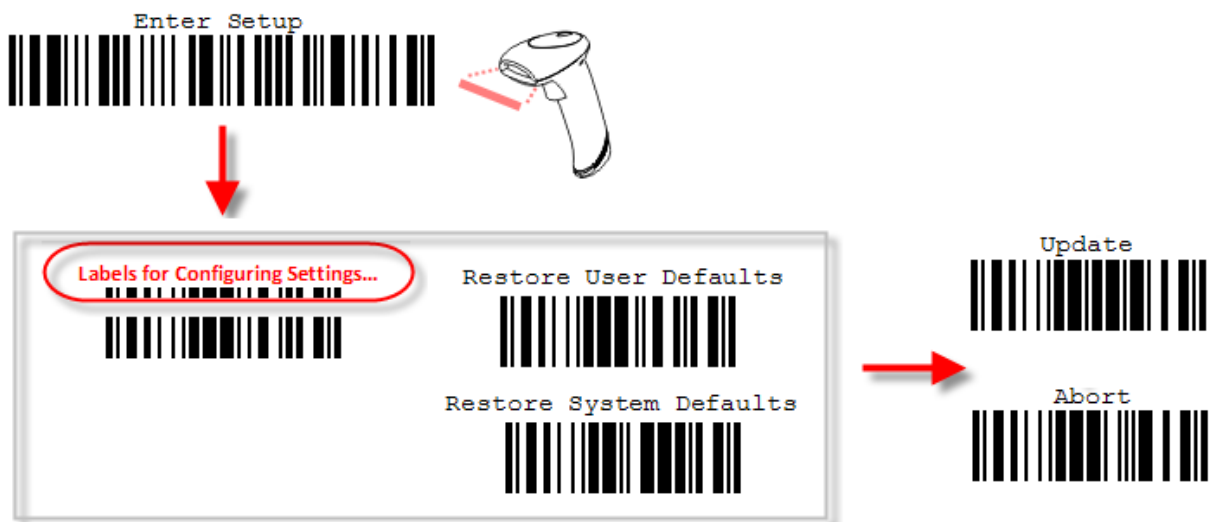 Enter Setup
Labels for Configuring Settings...
Restore User Defaults
Restore System Defaults
Update
Abort